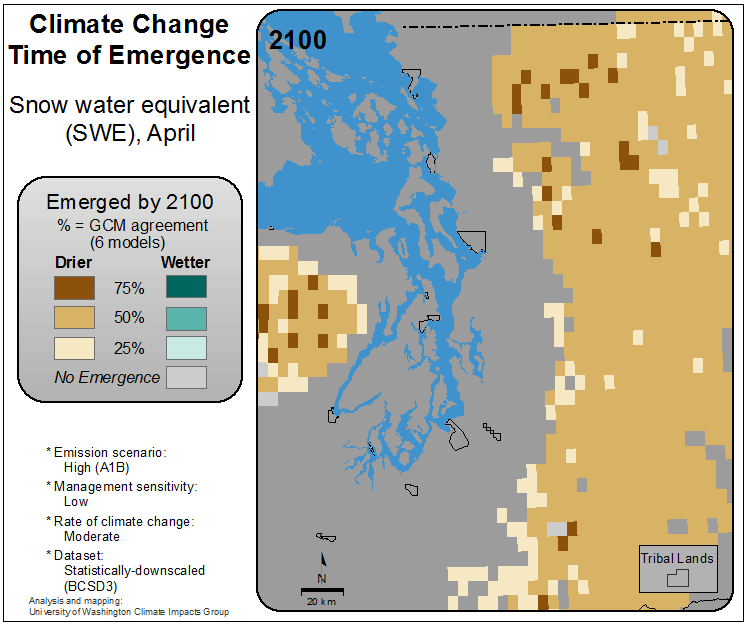 Climate Change
Time of Emergence
Snow water equivalent
(SWE), April
Emerged by 2100
% = GCM agreement
(6 models)
Drier Wetter
75%
50%
25%
No Emergence
* Emission scenario:
High (A1B)
* Management sensitivity:
Low
* Rate of climate change:
Moderate
* Dataset:
Statistically-downscaled
(BCSD3)
Analysis and mapping:
University of Washington Climate Impacts Group
2100
N
20 km
Tribal Lands